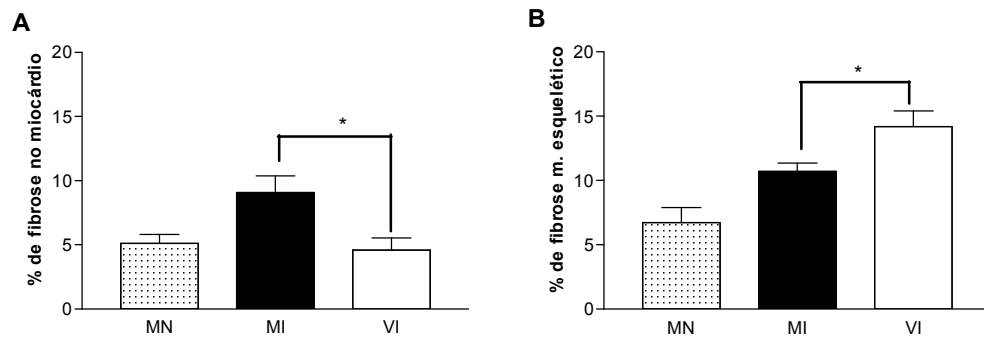 A
% de fibrose no miocárdio
20
15
10
5
0
*
MN
MI
VI
B
% de fibrose m. esquelético
20
15
10
5
0
*
MN
MI
VI